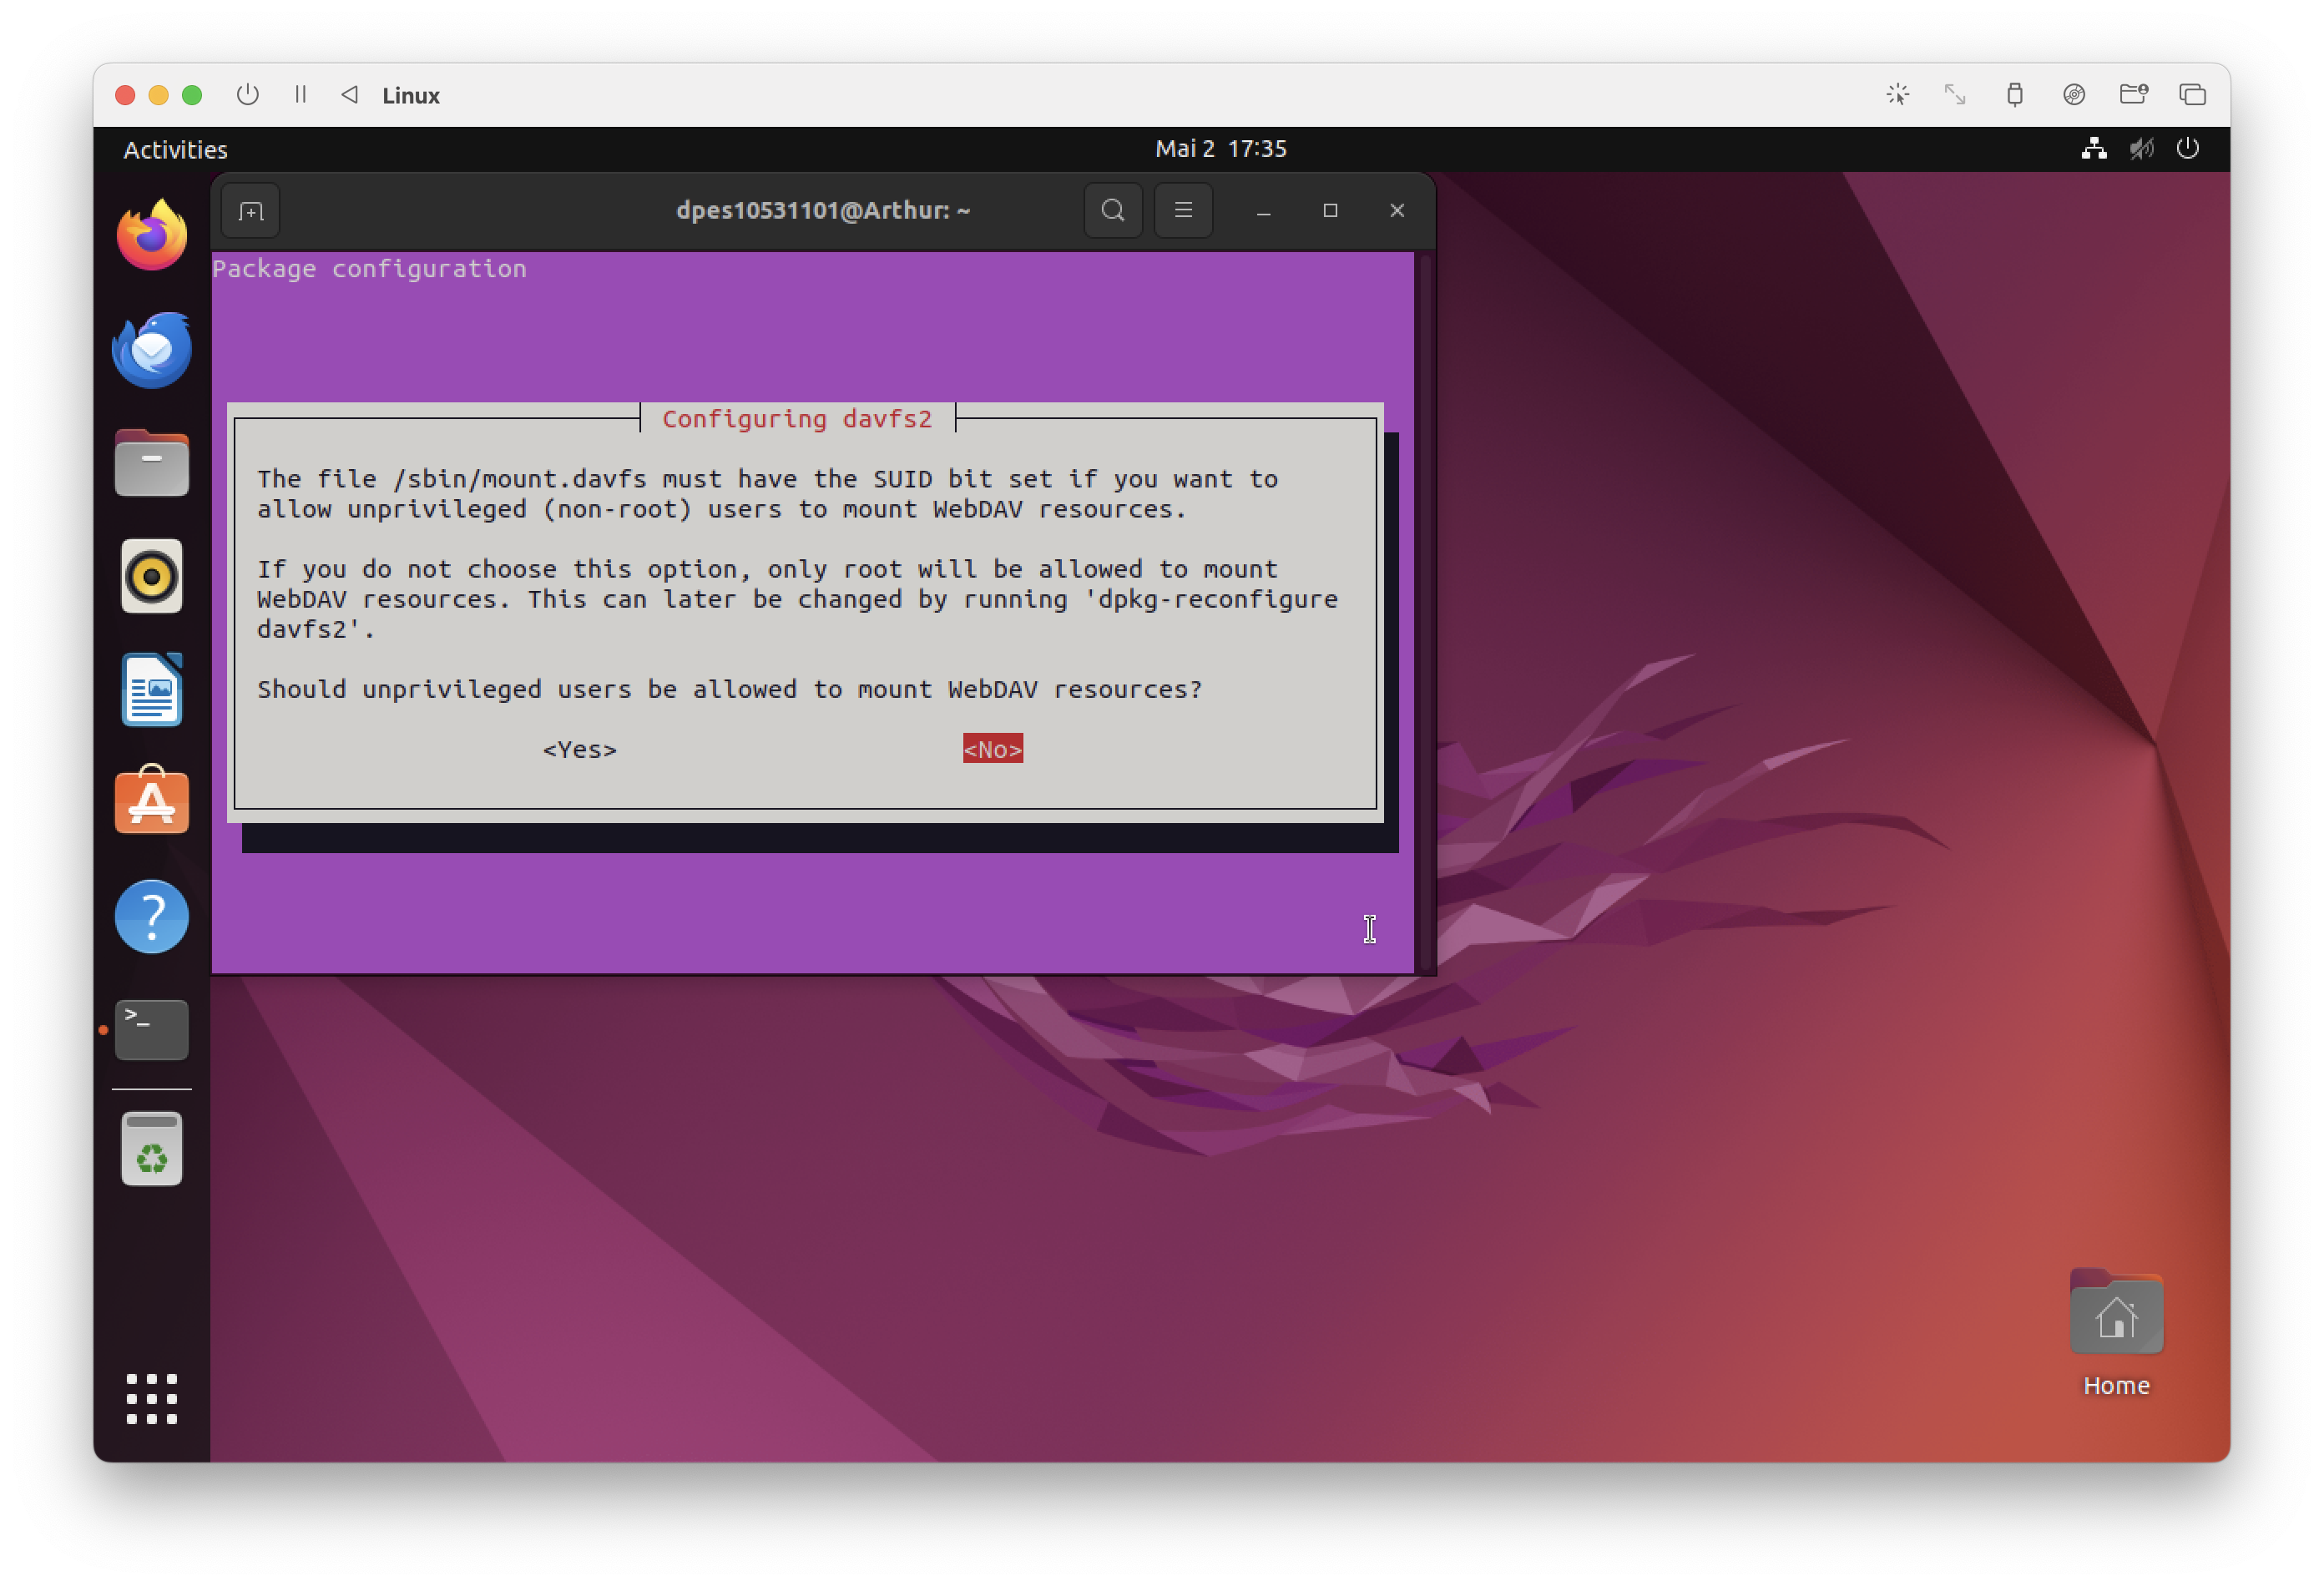 Linux
Activities
Mai 2 17:35
dpes10531101@Arthur: ~
Package configuration
Configuring davfs2
The file /sbin/mount.davfs must have the SUID bit set if you want to
allow unprivileged (non-root) users to mount WebDAV resources.
If you do not choose this option, only root will be allowed to mount
WebDAV resources. This can later be changed by running 'dpkg-reconfigure
davfs2'.
Should unprivileged users be allowed to mount WebDAV resources?
<Yes> <No>
Home